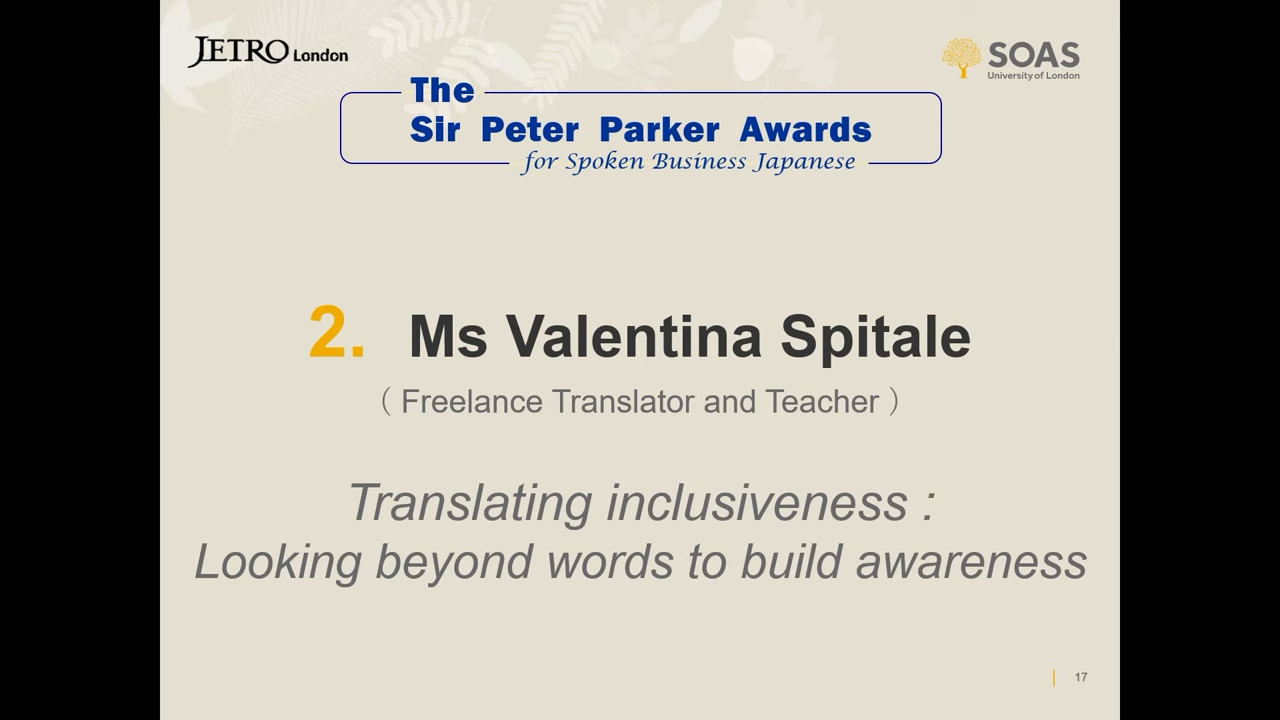 JETRO London
SOAS
University of London
The
Sir Peter Parker Awards
for Spoken Business Japanese
2. Ms Valentina Spitale
（ Freelance Translator and Teacher ）
Translating inclusiveness :
Looking beyond words to build awareness
17